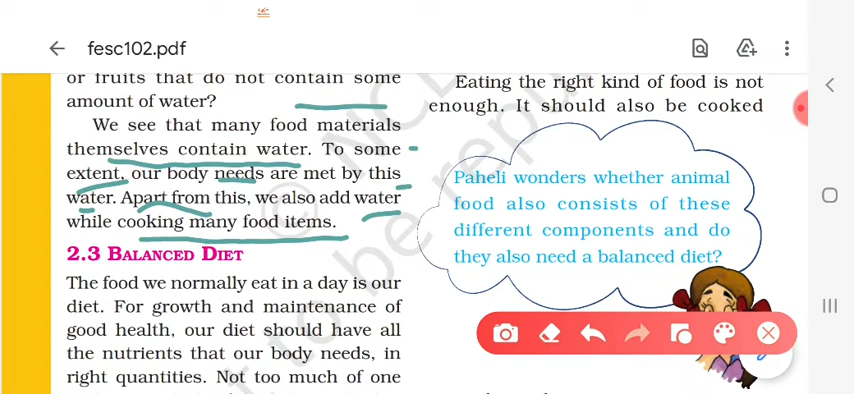 fesc102.pdf
or fruits that do not contain some
amount of water?
We see that many food materials
themselves contain water. To some
extent, our body needs are met by this
water. Apart from this, we also add water
while cooking many food items.
2.3 BALANCED DIET
The food we normally eat in a day is our
diet. For growth and maintenance of
good health, our diet should have all
the nutrients that our body needs, in
right quantities. Not too much of one
Eating the right kind of food is not
enough. It should also be cooked
Paheli wonders whether animal
food also consists of these
different components and do
they also need a balanced diet?